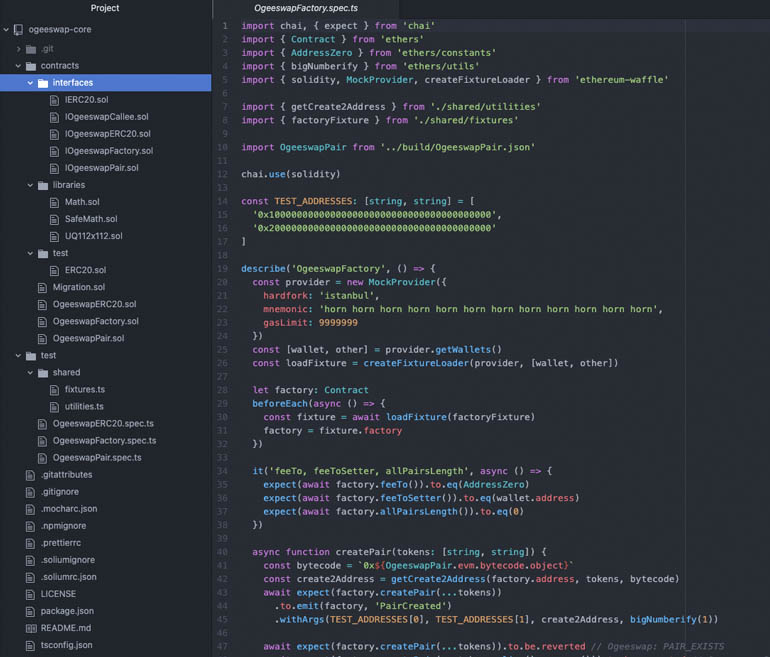 Project
ogeeswap-core
.git
contracts
interfaces
IERC20.sol
IOgeeswapCallee.sol
IOgeeswapERC20.sol
IOgeeswapFactory.sol
IOgeeswapPair.sol
libraries
Math.sol
SafeMath.sol
UQ112x112.sol
test
ERC20.sol
Migration.sol
OgeeswapERC20.sol
OgeeswapFactory.sol
OgeeswapPair.sol
test
shared
fixtures.ts
utilities.ts
OgeeswapERC20.spec.ts
OgeeswapFactory.spec.ts
OgeeswapPair.spec.ts
.gitattributes
.gitignore
.mocharc.json
.npmignore
.prettierrc
.soliumignore
.soliumrc.json
LICENSE
package.json
README.md
tsconfig.json
OgeeswapFactory.spec.ts
1 import chai, { expect } from 'chai'
2 import { Contract } from 'ethers'
3 import { AddressZero } from 'ethers/constants'
4 import { bigNumberify } from 'ethers/utils'
5 import { solidity, MockProvider, createFixtureLoader } from 'ethereum-waffle'
6
7 import { getCreate2Address } from './shared/utilities'
8 import { factoryFixture } from './shared/fixtures'
9
10 import OgeeswapPair from '../build/OgeeswapPair.json'
11
12 chai.use(solidity)
13
14 const TEST_ADDRESSES: [string, string] = [
15 '0x1000000000000000000000000000000000000000',
16 '0x2000000000000000000000000000000000000000'
17 ]
18
19 describe('OgeeswapFactory', () => {
20 const provider = new MockProvider({
21 hardfork: 'istanbul',
22 mnemonic: 'horn horn horn horn horn horn horn horn horn horn horn horn',
23 gasLimit: 9999999
24 })
25 const [wallet, other] = provider.getWallets()
26 const loadFixture = createFixtureLoader(provider, [wallet, other])
27
28 let factory: Contract
29 beforeEach(async () => {
30 const fixture = await loadFixture(factoryFixture)
31 factory = fixture.factory
32 })
33
34 it('feeTo, feeToSetter, allPairsLength', async () => {
35 expect(await factory.feeTo()).to.eq(AddressZero)
36 expect(await factory.feeToSetter()).to.eq(wallet.address)
37 expect(await factory.allPairsLength()).to.eq(0)
38 })
39
40 async function createPair(tokens: [string, string]) {
41 const bytecode = `0x${OgeeswapPair.evm.bytecode.object}`
42 const create2Address = getCreate2Address(factory.address, tokens, bytecode)
43 await expect(factory.createPair(...tokens))
44 .to.emit(factory, 'PairCreated')
45 .withArgs(TEST_ADDRESSES[0], TEST_ADDRESSES[1], create2Address, bigNumberify(1))
46
47 await expect(factory.createPair(...tokens)).to.be.reverted // Ogeeswap: PAIR_EXISTS